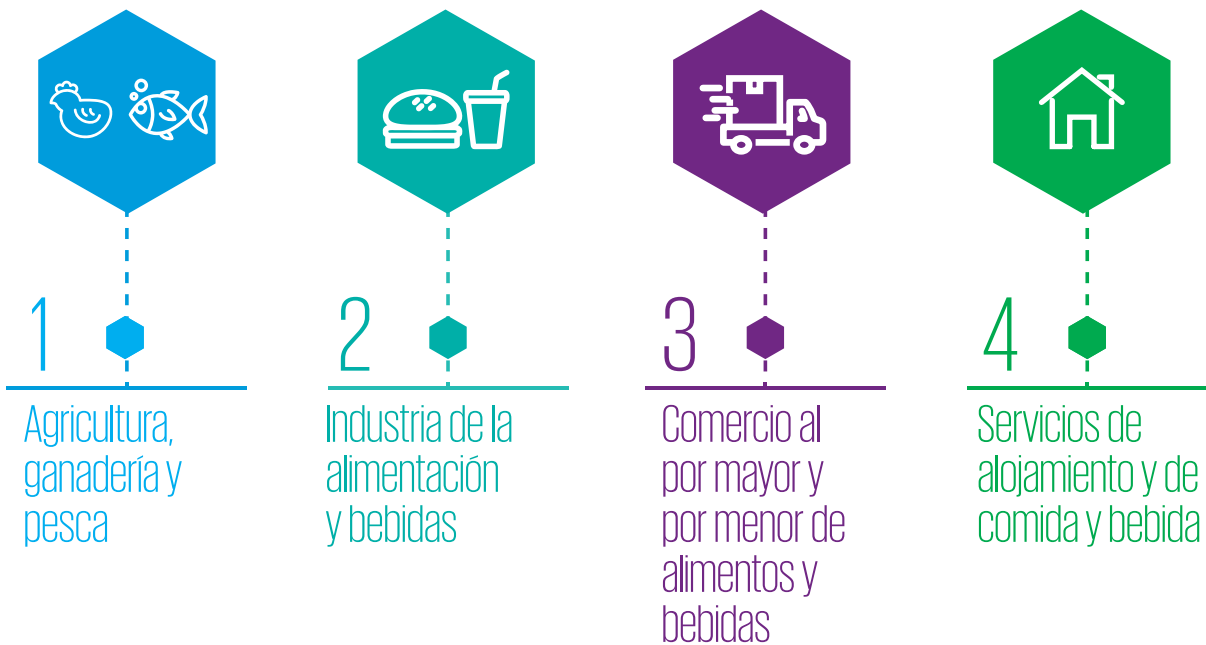 1
Agricultura,
ganadería y
pesca
2
Industria de la
alimentación
y bebidas
3
Comercio al
por mayor y
por menor de
alimentos y
bebidas
4
Servicios de
alojamiento y de
comida y bebida